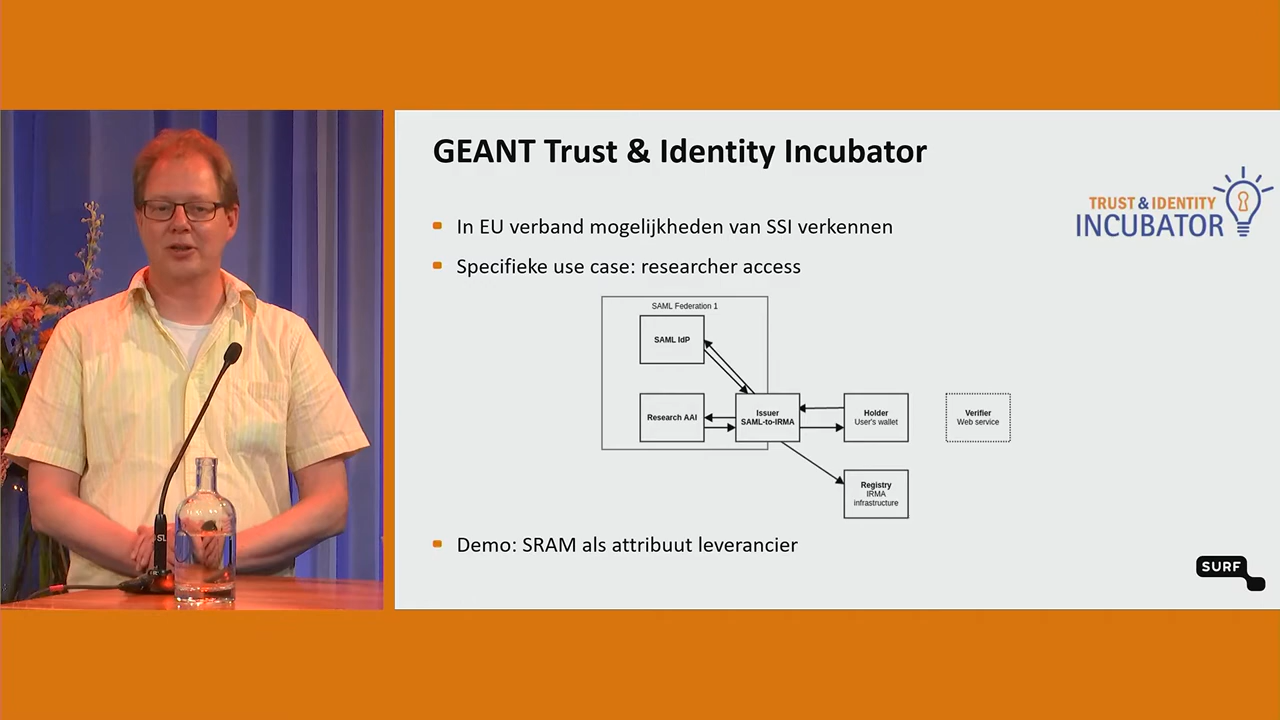 GEANT Trust & Identity Incubator
TRUST & IDENTITY
INCUBATOR
In EU verband mogelijkheden van SSI verkennen
Specifieke use case: researcher access
SAML Federation 1
SAML IdP
Research AAI
Issuer
SAML-to-IRMA
Holder
User's wallet
Verifier
Web service
Registry
IRMA
infrastructure
Demo: SRAM als attribuut leverancier
SURF
SL